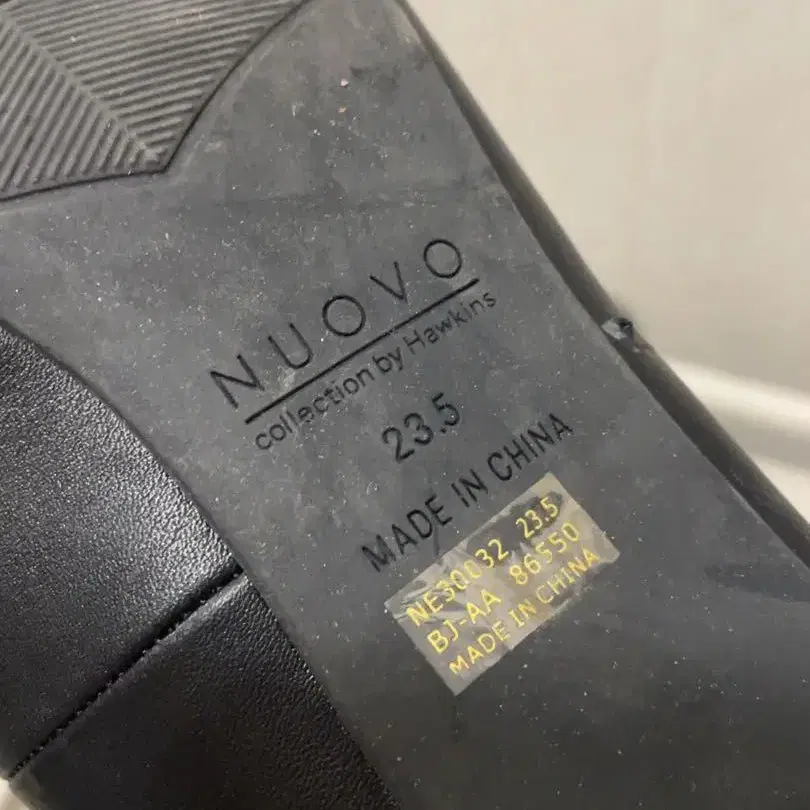 NUOVO
collection by Hawkins
23.5
MADE IN CHINA
NE30032 23.5
BJ-AA 86550
MADE IN CHINA